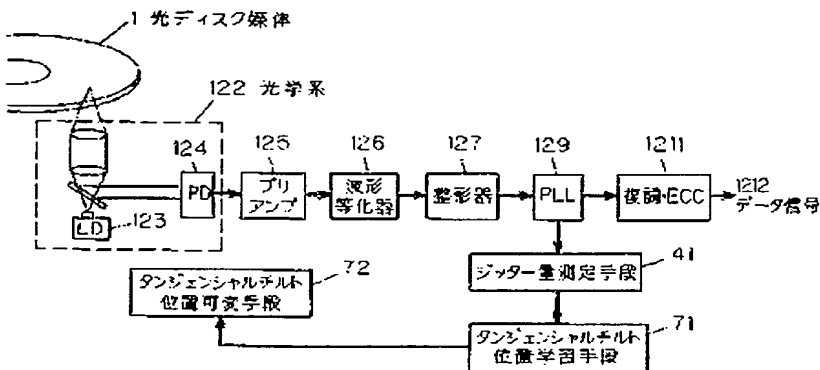 1 光ディスク媒体
122 光学系
124
125
126
127
129
1211
PD
プリ
アンプ
波形
等化器
整形器
PLL
復調・ECC
1212
データ信号
LD
123
72
タンジェンシャルチルト
位置可変手段
41
ジッター量測定手段
71
タンジェンシャルチルト
位置学習手段